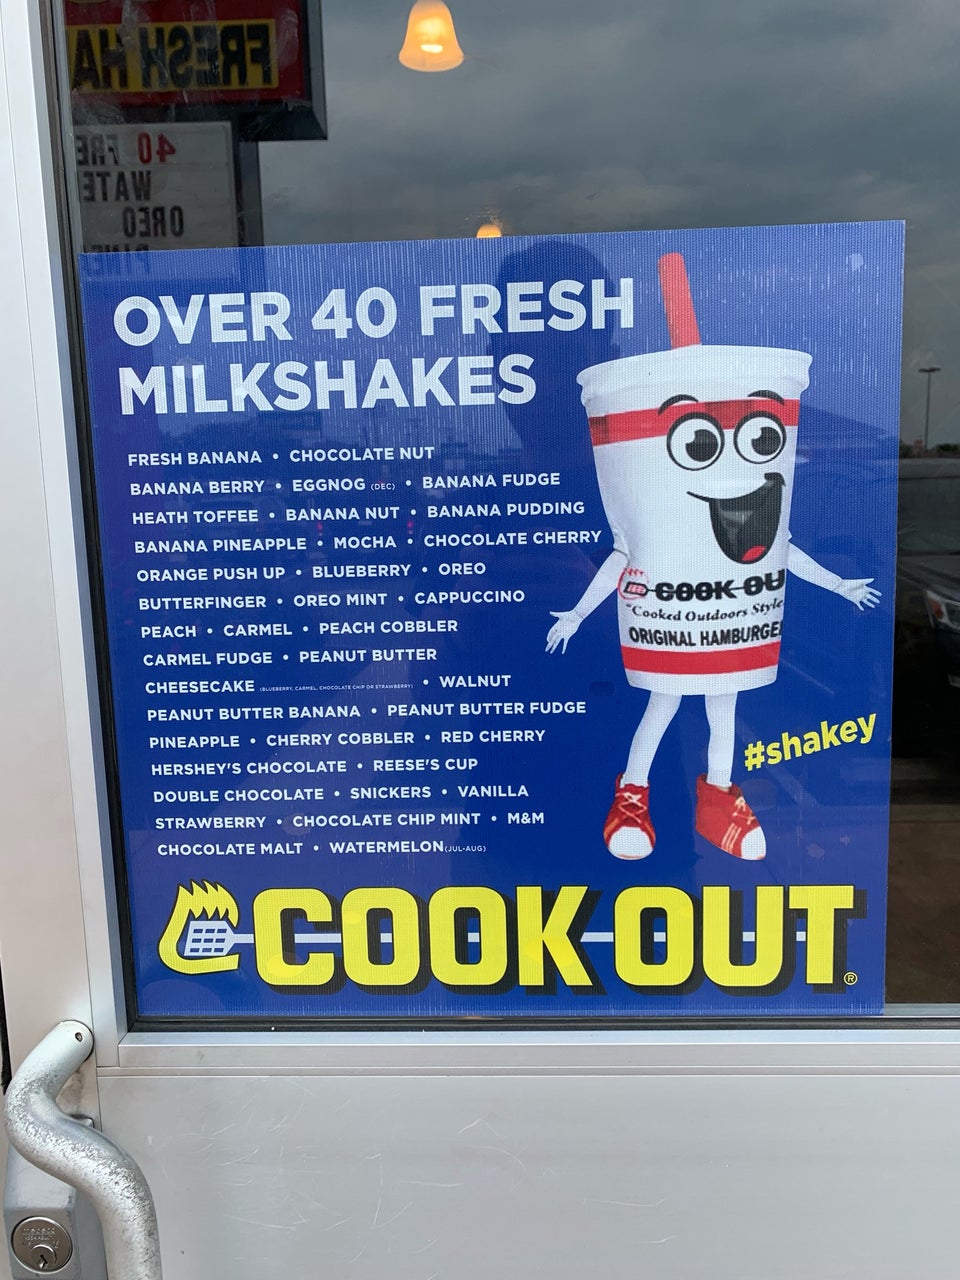 FRESH HA
40 FRE
WATE
OREO
PINE
OVER 40 FRESH
MILKSHAKES
FRESH BANANA • CHOCOLATE NUT
BANANA BERRY • EGGNOG (DEC) • BANANA FUDGE
HEATH TOFFEE • BANANA NUT • BANANA PUDDING
BANANA PINEAPPLE • MOCHA • CHOCOLATE CHERRY
ORANGE PUSH UP • BLUEBERRY • OREO
BUTTERFINGER • OREO MINT • CAPPUCCINO
PEACH • CARMEL • PEACH COBBLER
CARMEL FUDGE • PEANUT BUTTER
CHEESECAKE (BLUEBERRY, CARMEL, CHOCOLATE CHIP OR STRAWBERRY) • WALNUT
PEANUT BUTTER BANANA • PEANUT BUTTER FUDGE
PINEAPPLE • CHERRY COBBLER • RED CHERRY
HERSHEY'S CHOCOLATE • REESE'S CUP
DOUBLE CHOCOLATE • SNICKERS • VANILLA
STRAWBERRY • CHOCOLATE CHIP MINT • M&M
CHOCOLATE MALT • WATERMELON (JUL-AUG)
COOK OU
"Cooked Outdoors Style
ORIGINAL HAMBURGE
#shakey
COOK OUT®